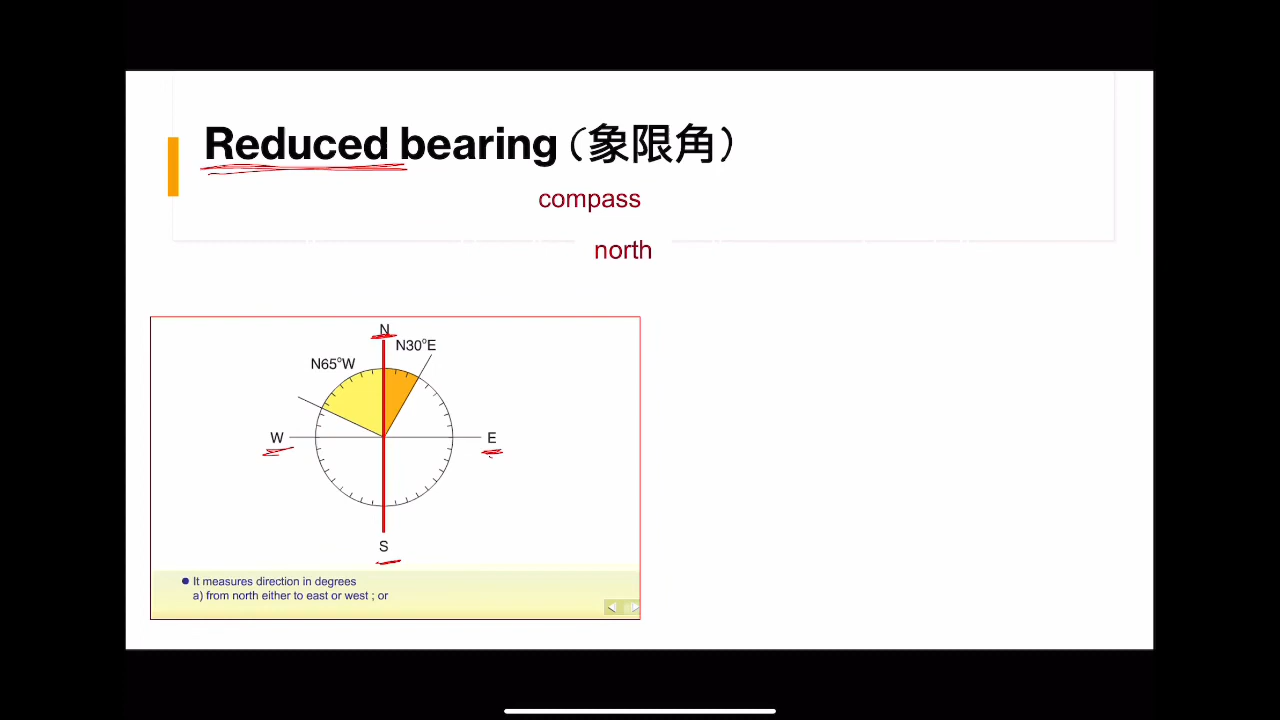 Reduced bearing (象限角)
compass
north
N
N30°E
N65°W
W
E
S
● It measures direction in degrees
a) from north either to east or west ; or